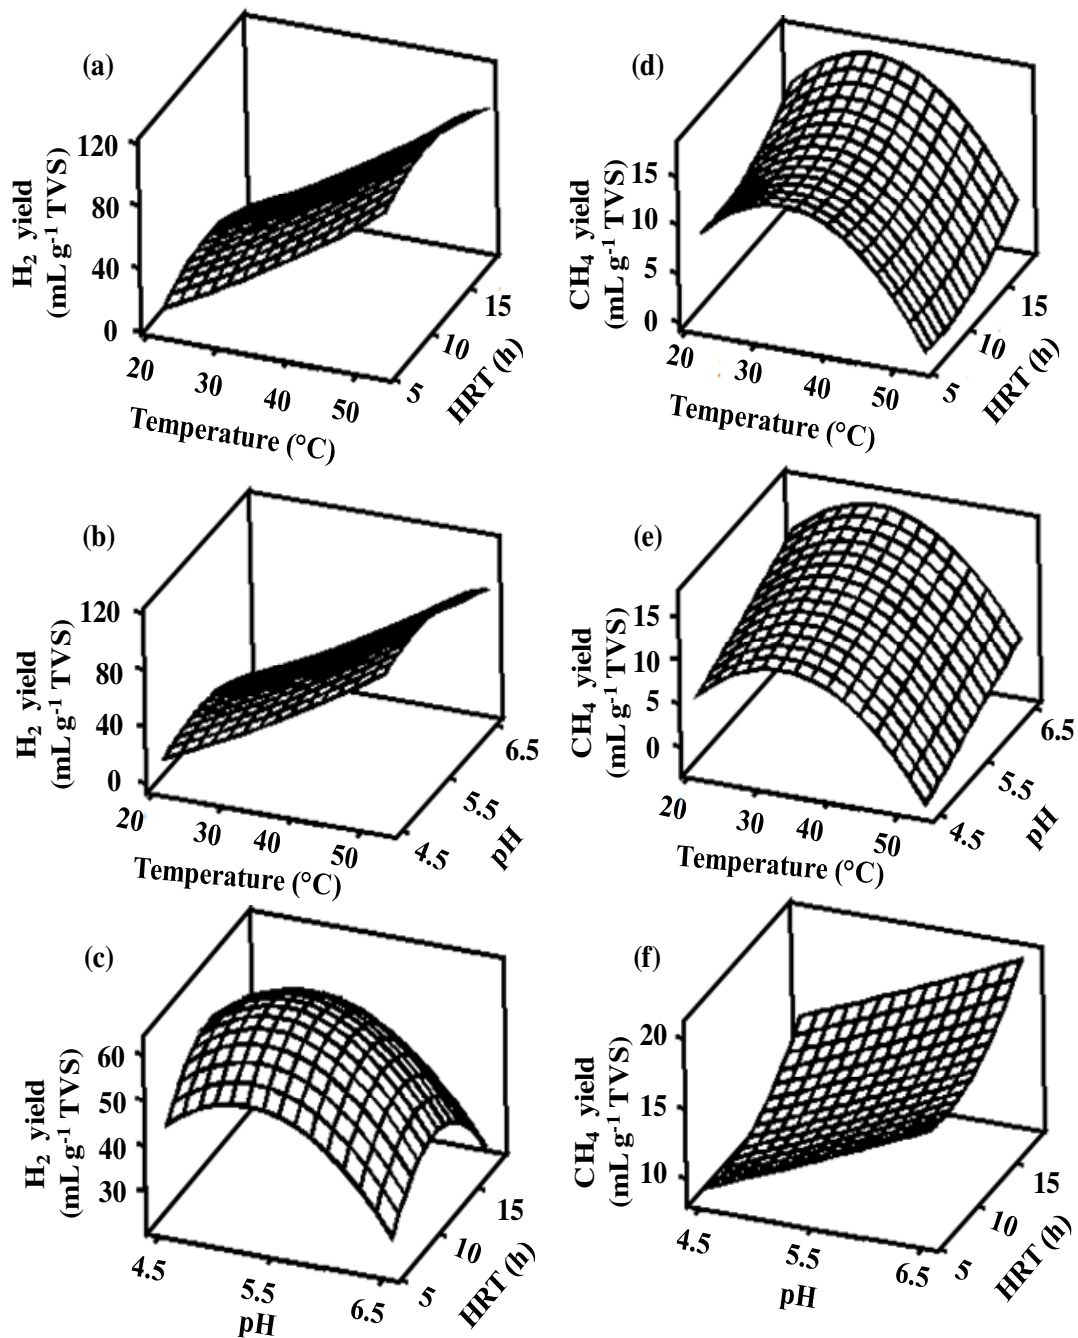 (a)
H2 yield
(mL g-1 TVS)
120
80
40
0
20
30
40
50
Temperature (°C)
5
10
15
HRT (h)
(d)
CH4 yield
(mL g-1 TVS)
15
10
5
0
20
30
40
50
Temperature (°C)
5
10
15
HRT (h)
(b)
H2 yield
(mL g-1 TVS)
120
80
40
0
20
30
40
50
Temperature (°C)
4.5
5.5
6.5
pH
(e)
CH4 yield
(mL g-1 TVS)
15
10
5
0
20
30
40
50
Temperature (°C)
4.5
5.5
6.5
pH
(c)
H2 yield
(mL g-1 TVS)
60
50
40
30
4.5
5.5
6.5
pH
5
10
15
HRT (h)
(f)
CH4 yield
(mL g-1 TVS)
20
15
10
4.5
5.5
6.5
pH
5
10
15
HRT (h)